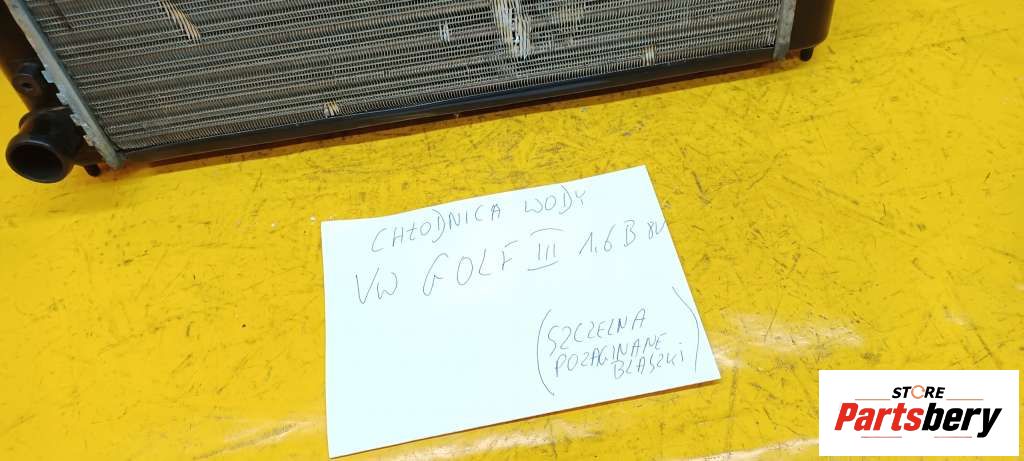 CHŁODNICA WODY
VW GOLF III 1,6 B 8V
(SZCZELNA
POZAGINANE
BLASZKI)
STORE
Partsbery